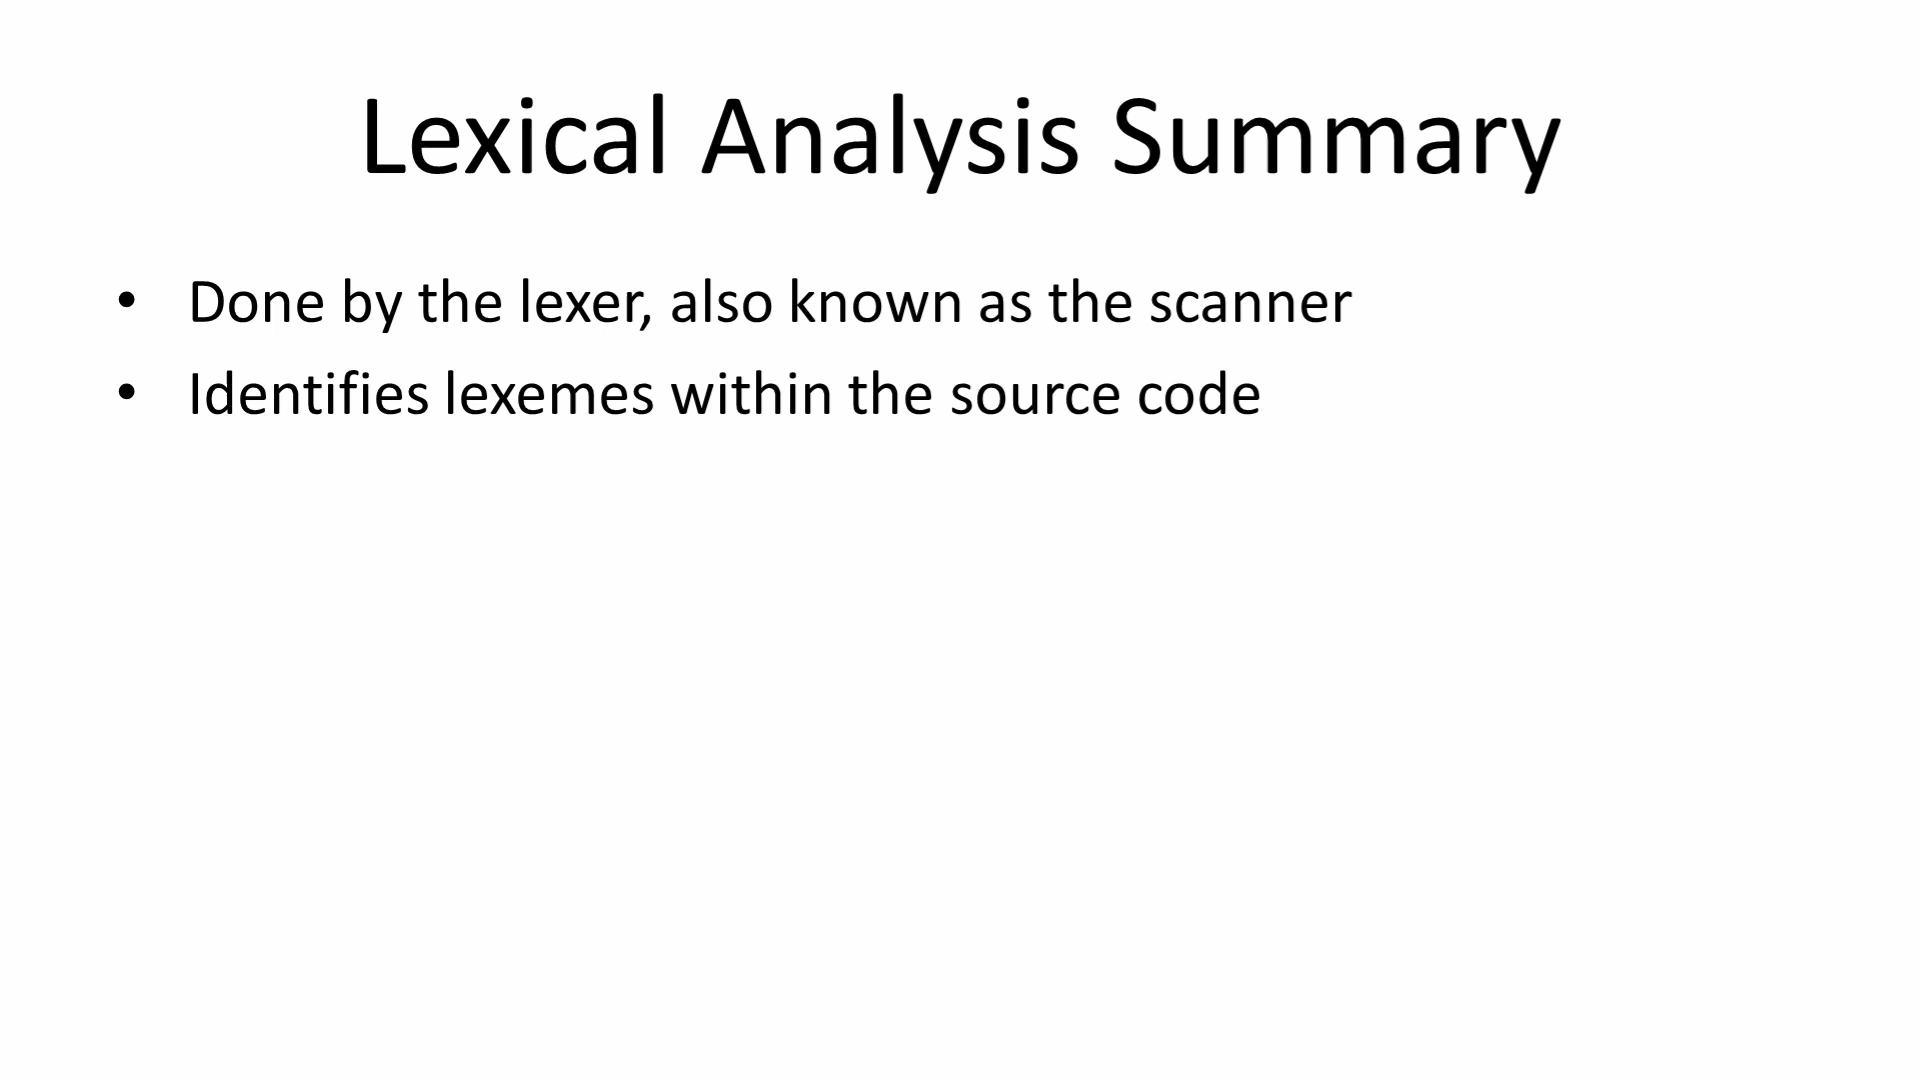 Lexical Analysis Summary
• Done by the lexer, also known as the scanner
• Identifies lexemes within the source code